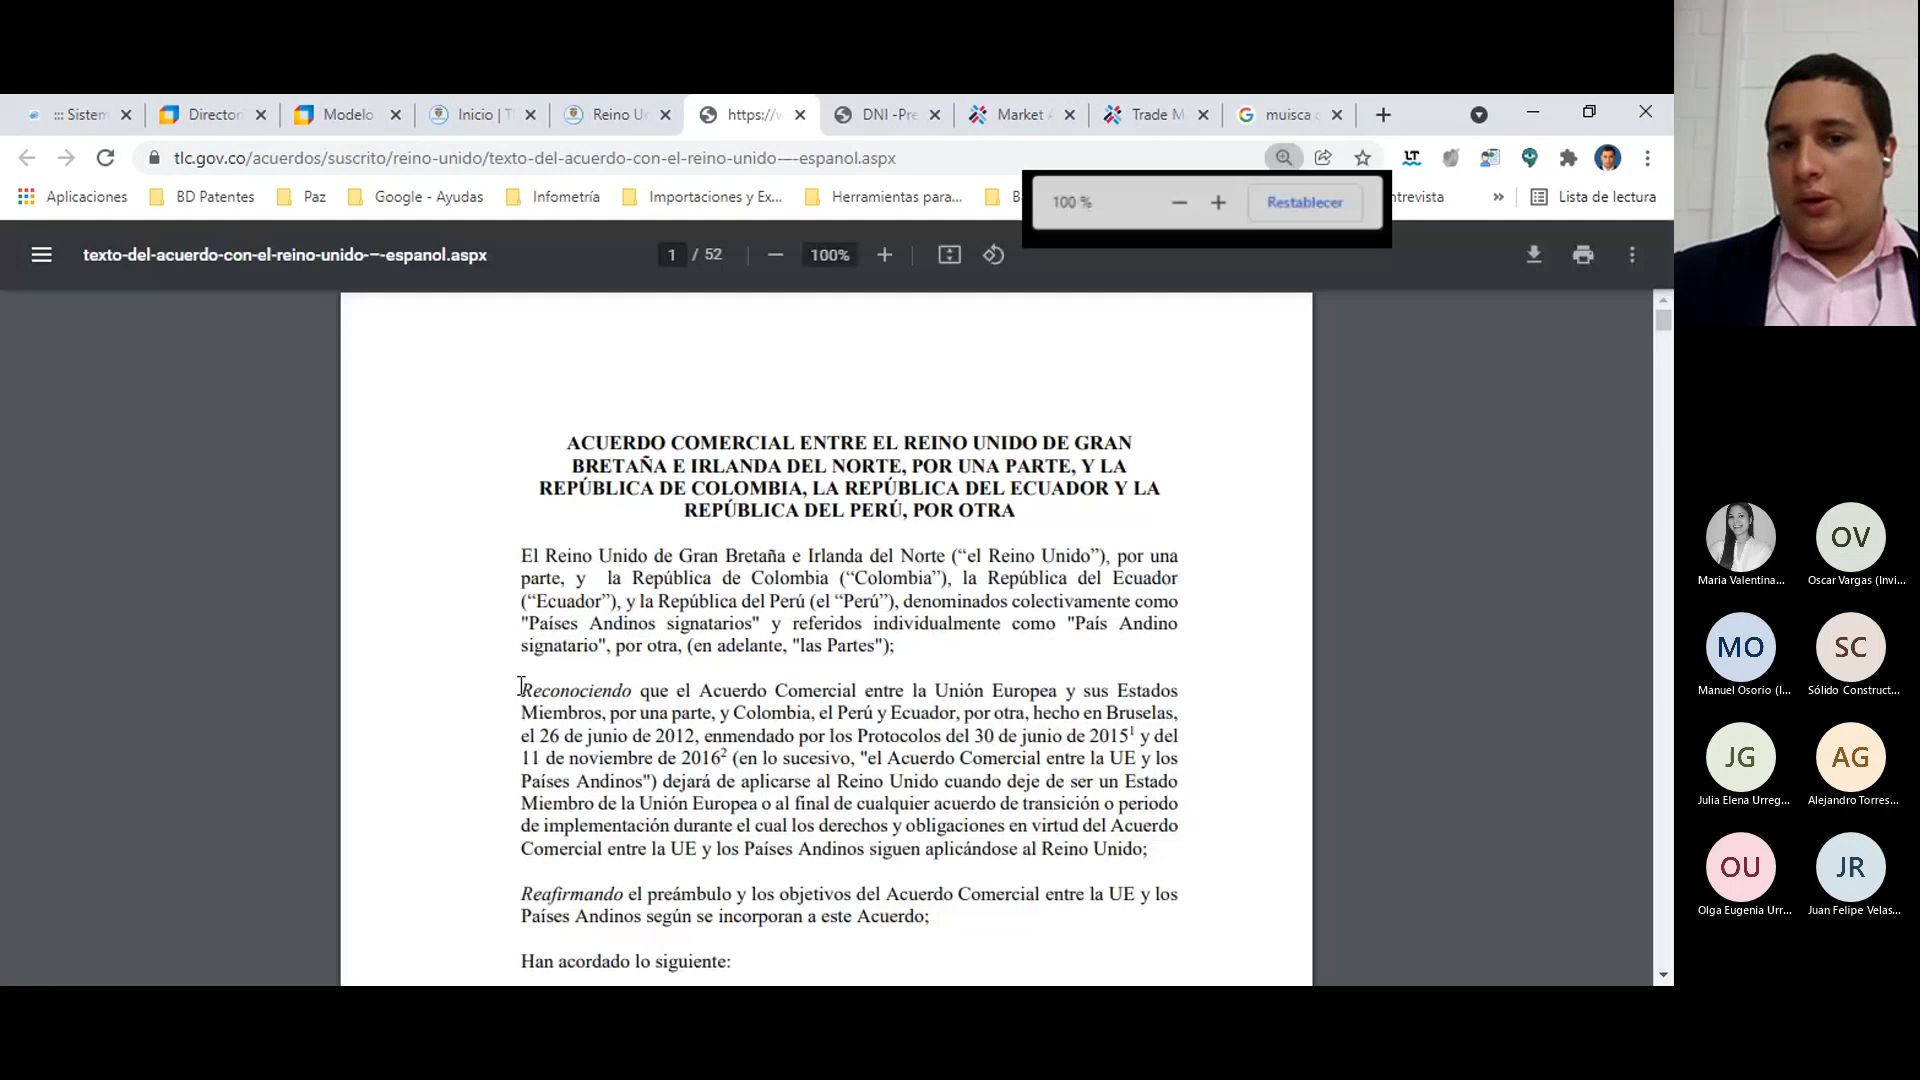 ::: Sistem
Director
Modelo
Inicio | T
Reino U
https://w
DNI -Pre
Market A
Trade M
muisca c
tlc.gov.co/acuerdos/suscrito/reino-unido/texto-del-acuerdo-con-el-reino-unido-–-espanol.aspx
Aplicaciones
BD Patentes
Paz
Google - Ayudas
Infometría
Importaciones y Ex...
Herramientas para...
B
ntrevista
»
Lista de lectura
100 %
Restablecer
texto-del-acuerdo-con-el-reino-unido-–-espanol.aspx
1 / 52
100%
ACUERDO COMERCIAL ENTRE EL REINO UNIDO DE GRAN
BRETAÑA E IRLANDA DEL NORTE, POR UNA PARTE, Y LA
REPÚBLICA DE COLOMBIA, LA REPÚBLICA DEL ECUADOR Y LA
REPÚBLICA DEL PERÚ, POR OTRA
El Reino Unido de Gran Bretaña e Irlanda del Norte (“el Reino Unido”), por una
parte, y la República de Colombia (“Colombia”), la República del Ecuador
(“Ecuador”), y la República del Perú (el “Perú”), denominados colectivamente como
"Países Andinos signatarios" y referidos individualmente como "País Andino
signatario", por otra, (en adelante, "las Partes");
Reconociendo que el Acuerdo Comercial entre la Unión Europea y sus Estados
Miembros, por una parte, y Colombia, el Perú y Ecuador, por otra, hecho en Bruselas,
el 26 de junio de 2012, enmendado por los Protocolos del 30 de junio de 2015¹ y del
11 de noviembre de 2016² (en lo sucesivo, "el Acuerdo Comercial entre la UE y los
Países Andinos") dejará de aplicarse al Reino Unido cuando deje de ser un Estado
Miembro de la Unión Europea o al final de cualquier acuerdo de transición o periodo
de implementación durante el cual los derechos y obligaciones en virtud del Acuerdo
Comercial entre la UE y los Países Andinos siguen aplicándose al Reino Unido;
Reafirmando el preámbulo y los objetivos del Acuerdo Comercial entre la UE y los
Países Andinos según se incorporan a este Acuerdo;
Han acordado lo siguiente:
LT
Maria Valentina...
OV
Oscar Vargas (Invi...
MO
Manuel Osorio (I...
SC
Sólido Construct...
JG
Julia Elena Urreg...
AG
Alejandro Torres...
OU
Olga Eugenia Urr...
JR
Juan Felipe Velas...